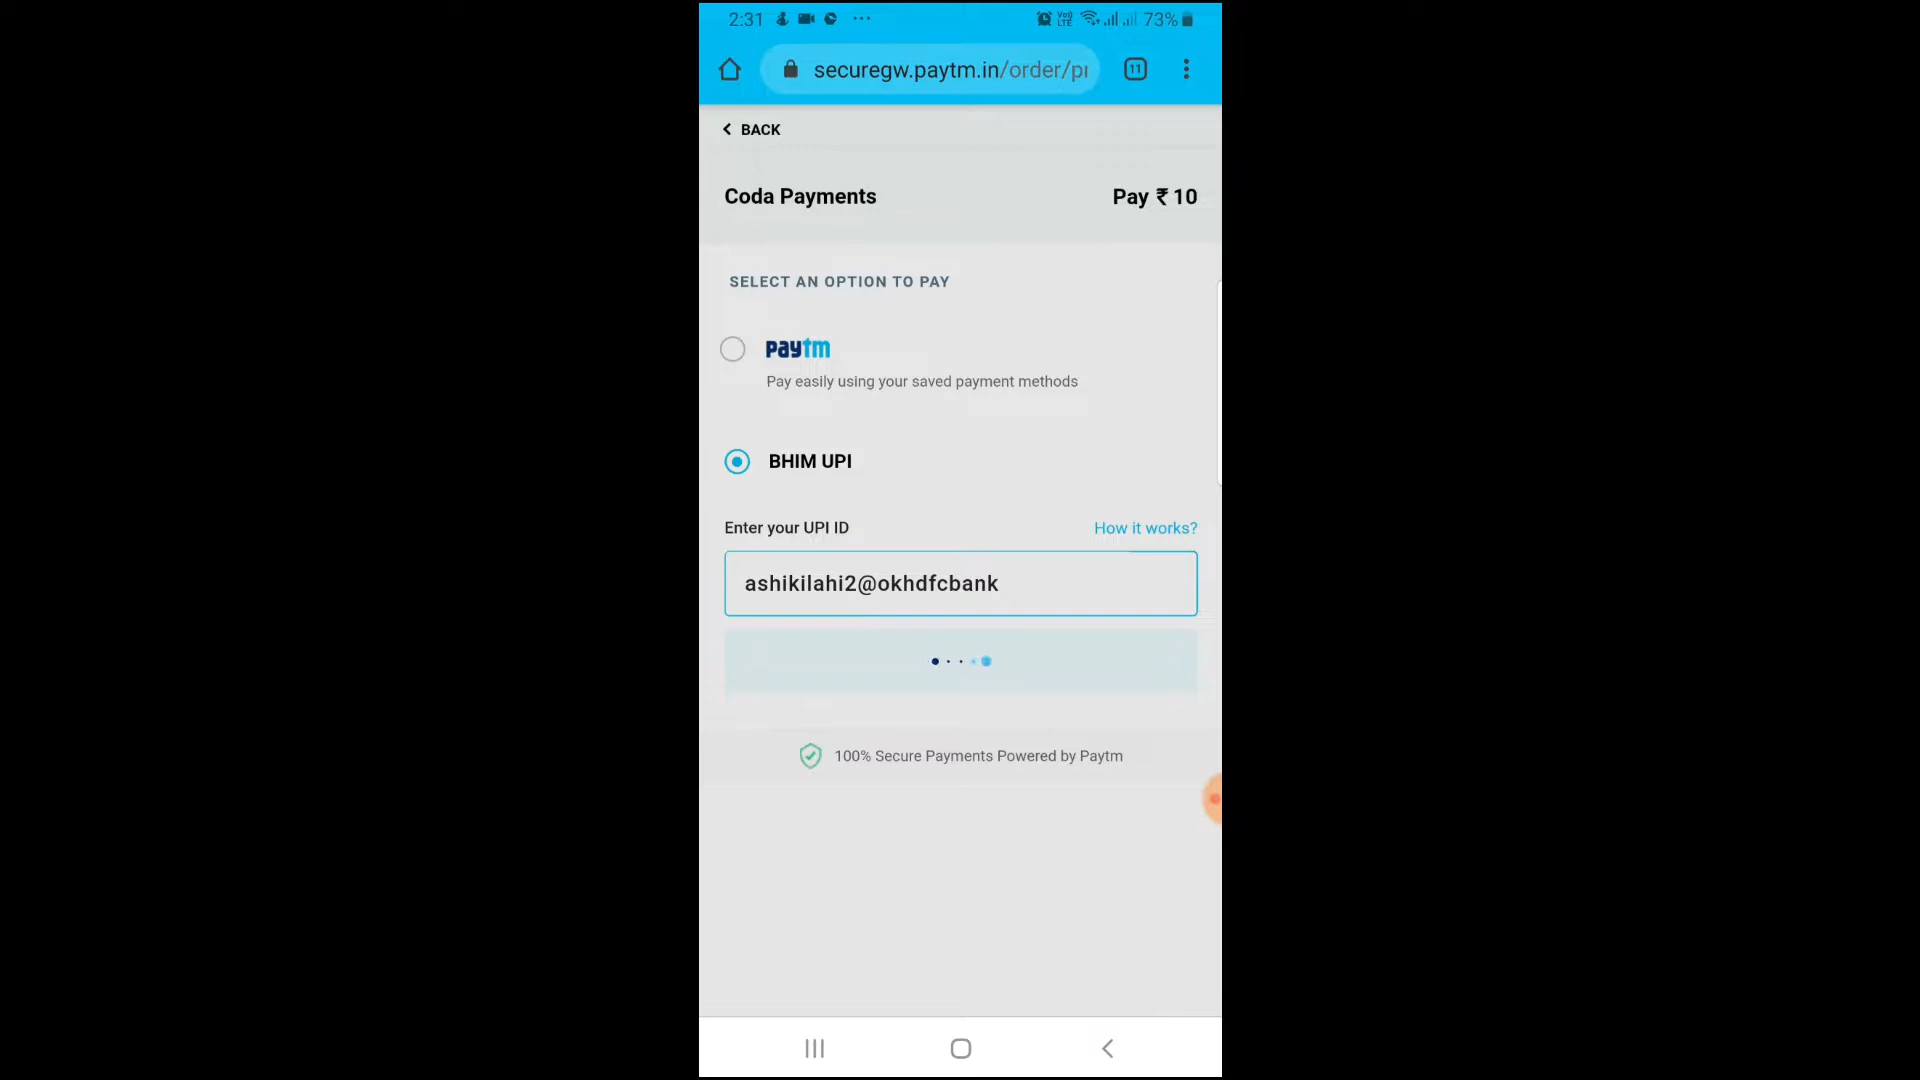 2:31
73%
securegw.paytm.in/order/pr
11
BACK
Coda Payments
Pay ₹ 10
SELECT AN OPTION TO PAY
paytm
Pay easily using your saved payment methods
BHIM UPI
Enter your UPI ID
How it works?
ashikilahi2@okhdfcbank
100% Secure Payments Powered by Paytm